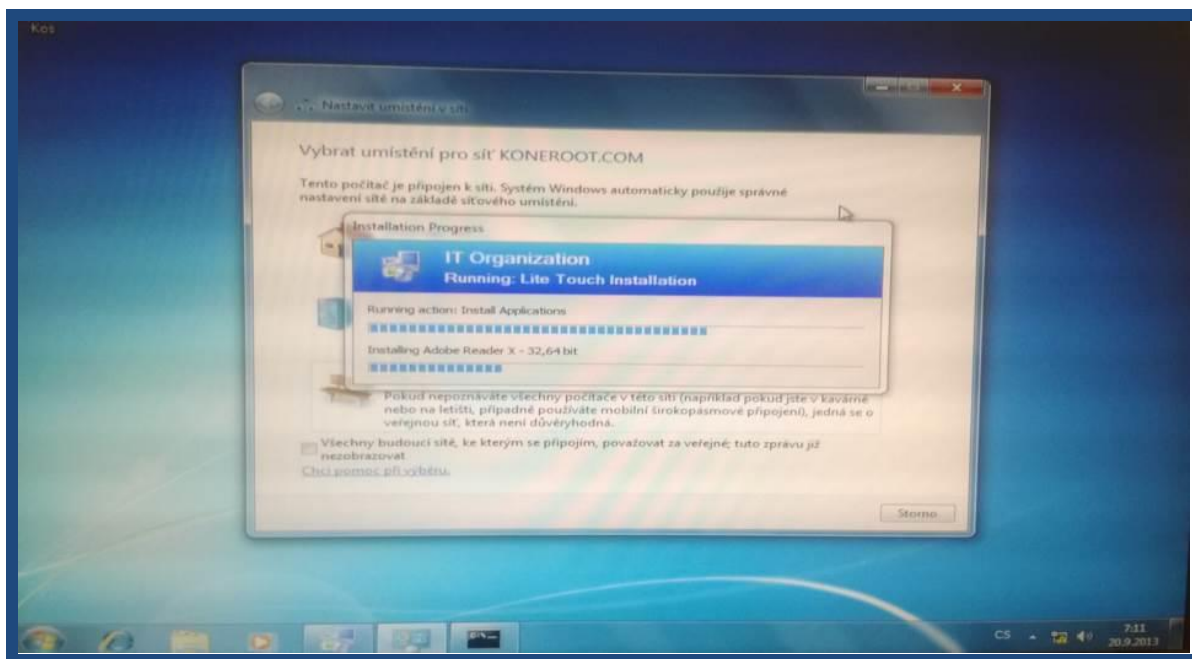 Koš
Nastavit umístění v síti
Vybrat umístění pro síť KONEROOT.COM
Tento počítač je připojen k síti. Systém Windows automaticky použije správné
nastavení sítě na základě síťového umístění.
Installation Progress
IT Organization
Running: Lite Touch Installation
Running action: Install Applications
Installing Adobe Reader X - 32,64 bit
Pokud nepoznáváte všechny počítače v této síti (například pokud jste v kavárně
nebo na letišti, případně používáte mobilní širokopásmové připojení), jedná se o
veřejnou síť, která není důvěryhodná.
Všechny budoucí sítě, ke kterým se připojím, považovat za veřejné; tuto zprávu již
nezobrazovat
Chci pomoc při výběru.
Storno
CS
7:11
20.9.2013